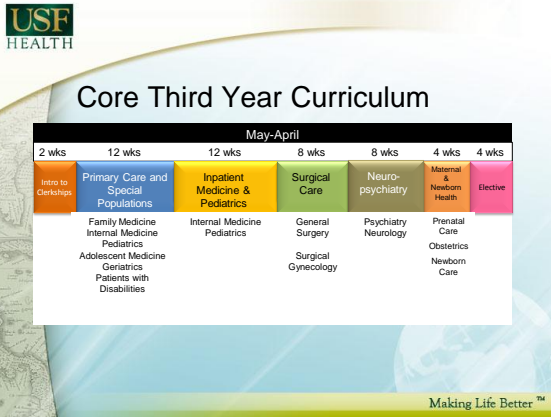 USF
HEALTH
Core Third Year Curriculum
May-April
2 wks 12 wks 12 wks 8 wks 8 wks 4 wks 4 wks
Intro to
Clerkships
Primary Care and
Special
Populations
Inpatient
Medicine &
Pediatrics
Surgical
Care
Neuro-
psychiatry
Maternal
&
Newborn
Health
Elective
Family Medicine
Internal Medicine
Pediatrics
Adolescent Medicine
Geriatrics
Patients with
Disabilities
Internal Medicine
Pediatrics
General
Surgery
Surgical
Gynecology
Psychiatry
Neurology
Prenatal
Care
Obstetrics
Newborn
Care
Making Life Better ™